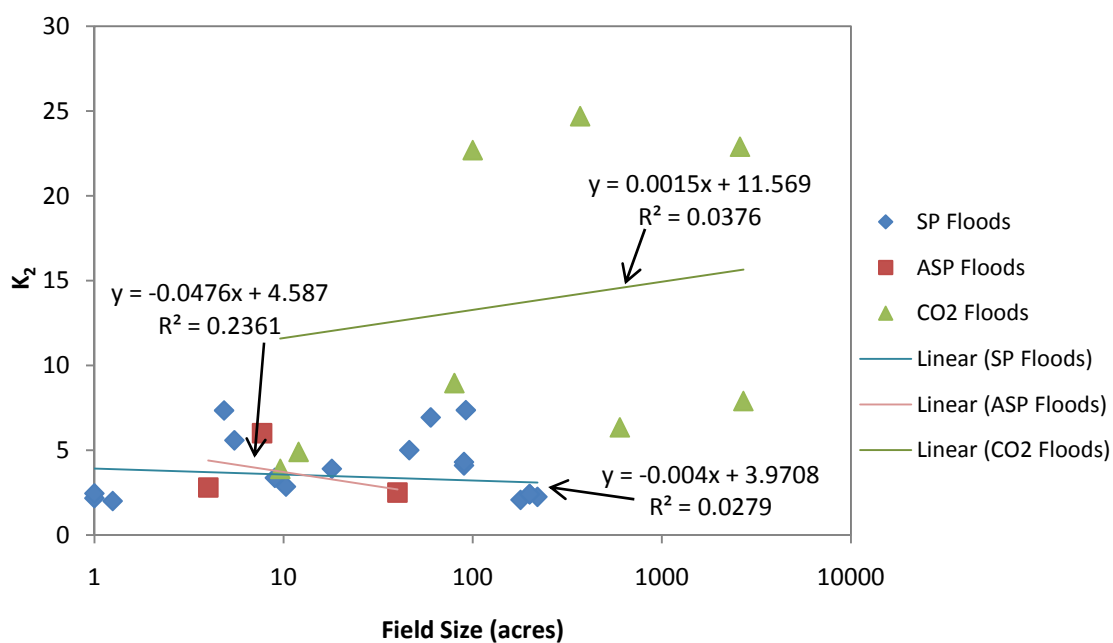 30
25
20
15
10
5
0
K₂
y = 0.0015x + 11.569
R² = 0.0376
y = -0.0476x + 4.587
R² = 0.2361
y = -0.004x + 3.9708
R² = 0.0279
1 10 100 1000 10000
Field Size (acres)
SP Floods
ASP Floods
CO2 Floods
Linear (SP Floods)
Linear (ASP Floods)
Linear (CO2 Floods)